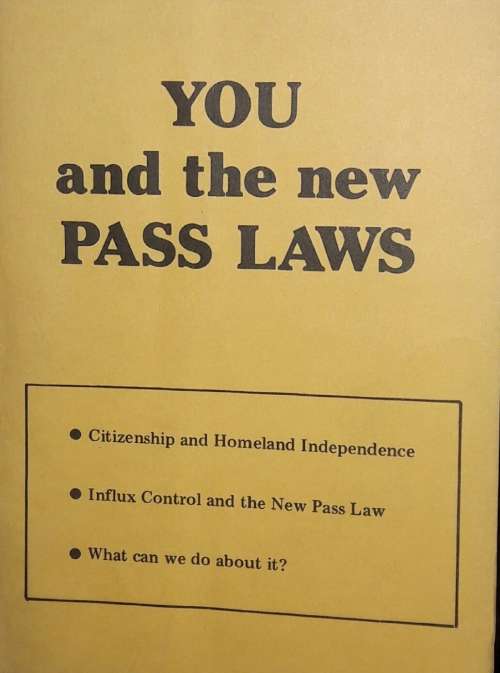 YOU
and the new
PASS LAWS
● Citizenship and Homeland Independence
● Influx Control and the New Pass Law
● What can we do about it?